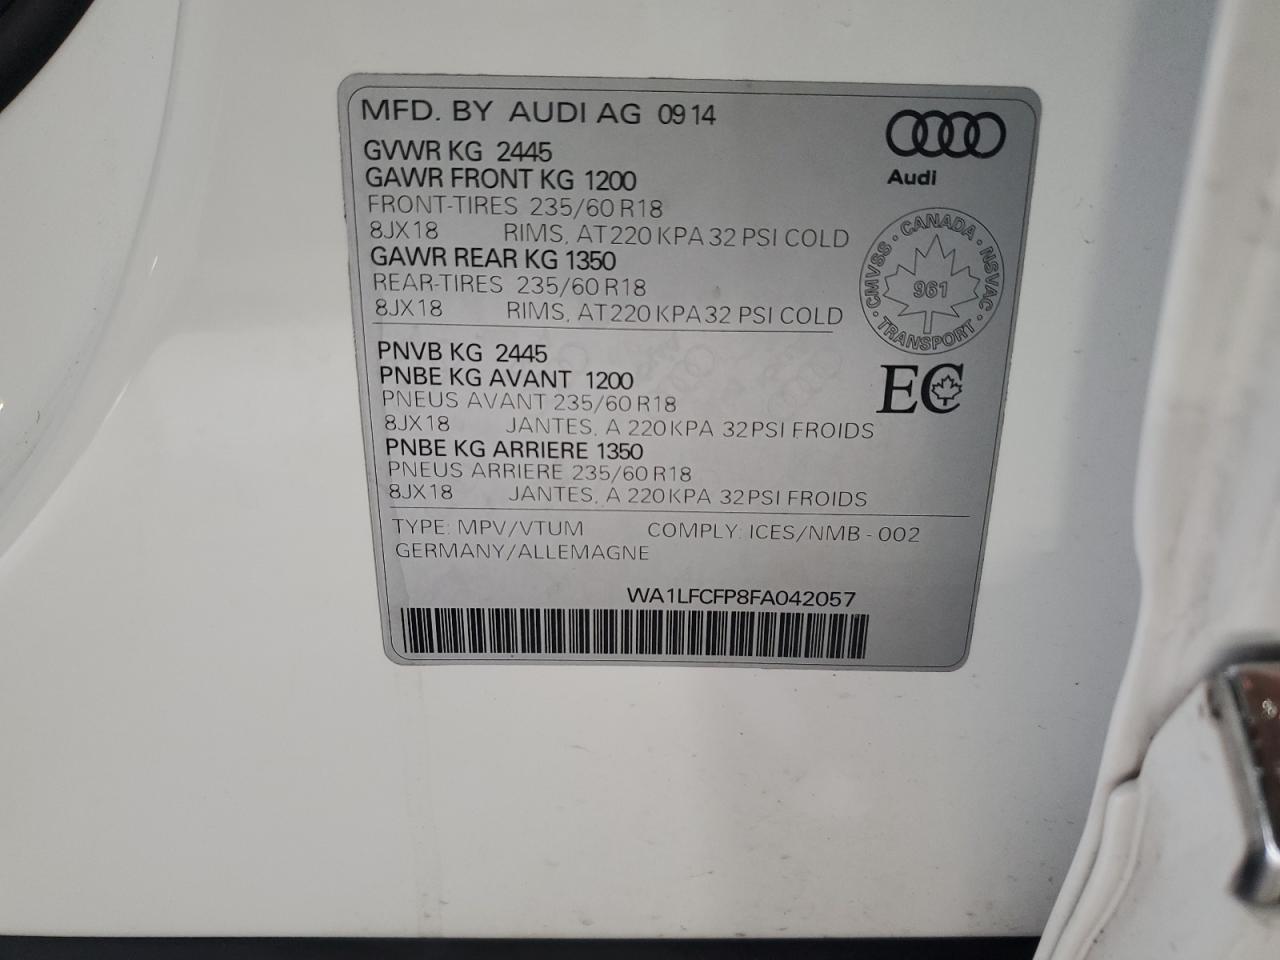 MFD. BY AUDI AG 0914
Audi
GVWR KG 2445
GAWR FRONT KG 1200
FRONT-TIRES 235/60 R18
8JX18 RIMS, AT 220 KPA 32 PSI COLD
GAWR REAR KG 1350
REAR-TIRES 235/60 R18
8JX18 RIMS, AT 220 KPA 32 PSI COLD
CMVSS · CANADA · NSVAC · TRANSPORT ·
961
PNVB KG 2445
PNBE KG AVANT 1200
PNEUS AVANT 235/60 R18
8JX18 JANTES, A 220 KPA 32 PSI FROIDS
PNBE KG ARRIERE 1350
PNEUS ARRIERE 235/60 R18
8JX18 JANTES, A 220 KPA 32 PSI FROIDS
EC
TYPE: MPV/VTUM COMPLY: ICES/NMB - 002
GERMANY/ALLEMAGNE
WA1LFCFP8FA042057